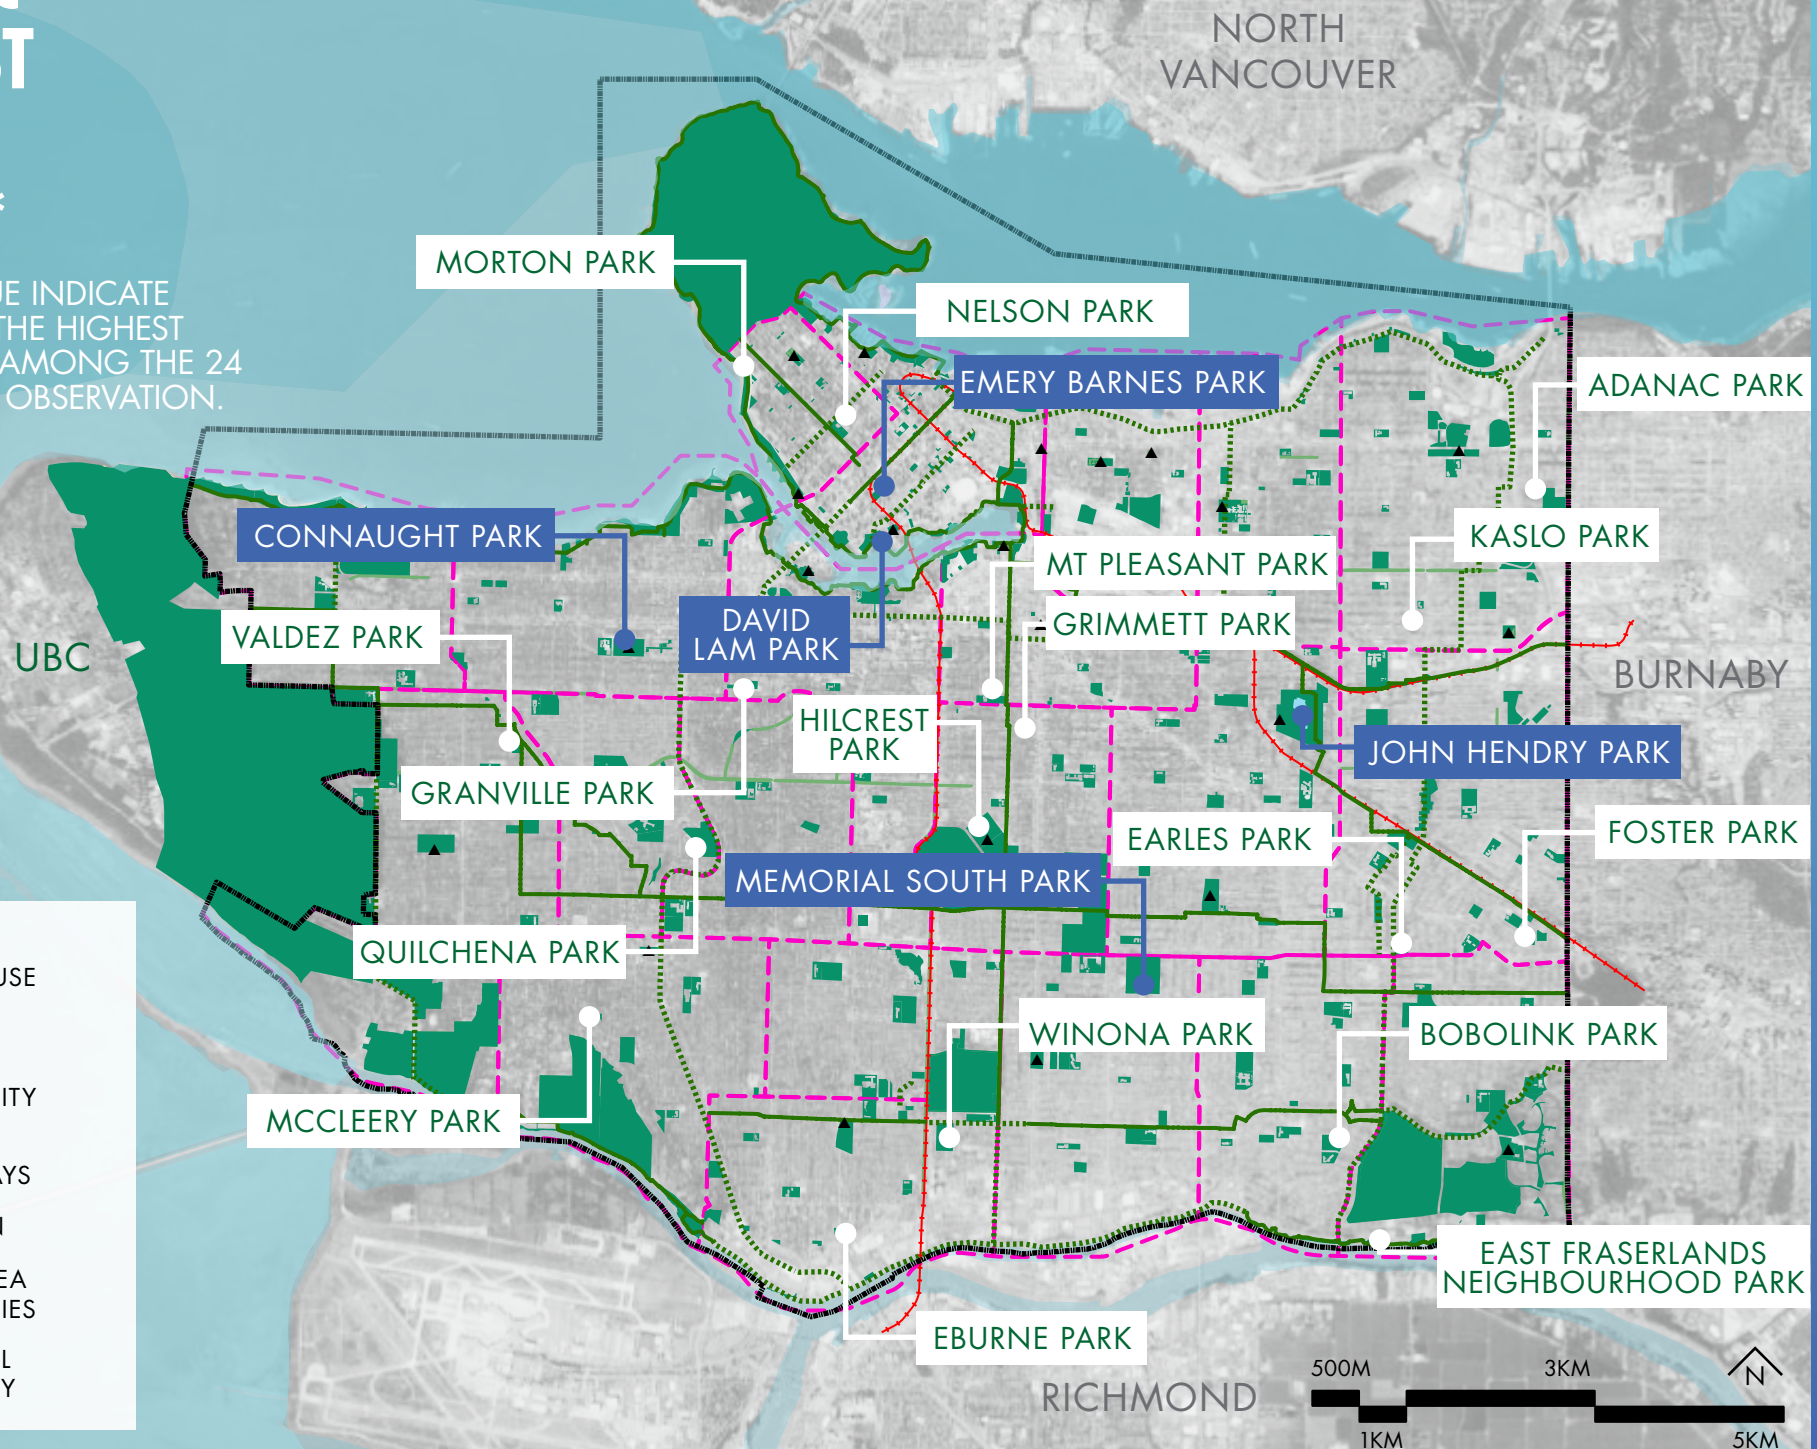 ST
*
UE INDICATE
THE HIGHEST
AMONG THE 24
OBSERVATION.
NORTH
VANCOUVER
MORTON PARK
NELSON PARK
EMERY BARNES PARK
ADANAC PARK
CONNAUGHT PARK
KASLO PARK
MT PLEASANT PARK
DAVID
LAM PARK
GRIMMETT PARK
VALDEZ PARK
UBC
BURNABY
HILCREST
PARK
JOHN HENDRY PARK
GRANVILLE PARK
EARLES PARK
FOSTER PARK
MEMORIAL SOUTH PARK
QUILCHENA PARK
USE
WINONA PARK
BOBOLINK PARK
ITY
MCCLEERY PARK
AYS
N
EAST FRASERLANDS
NEIGHBOURHOOD PARK
EA
IES
EBURNE PARK
L
Y
RICHMOND
500M
3KM
N
1KM
5KM